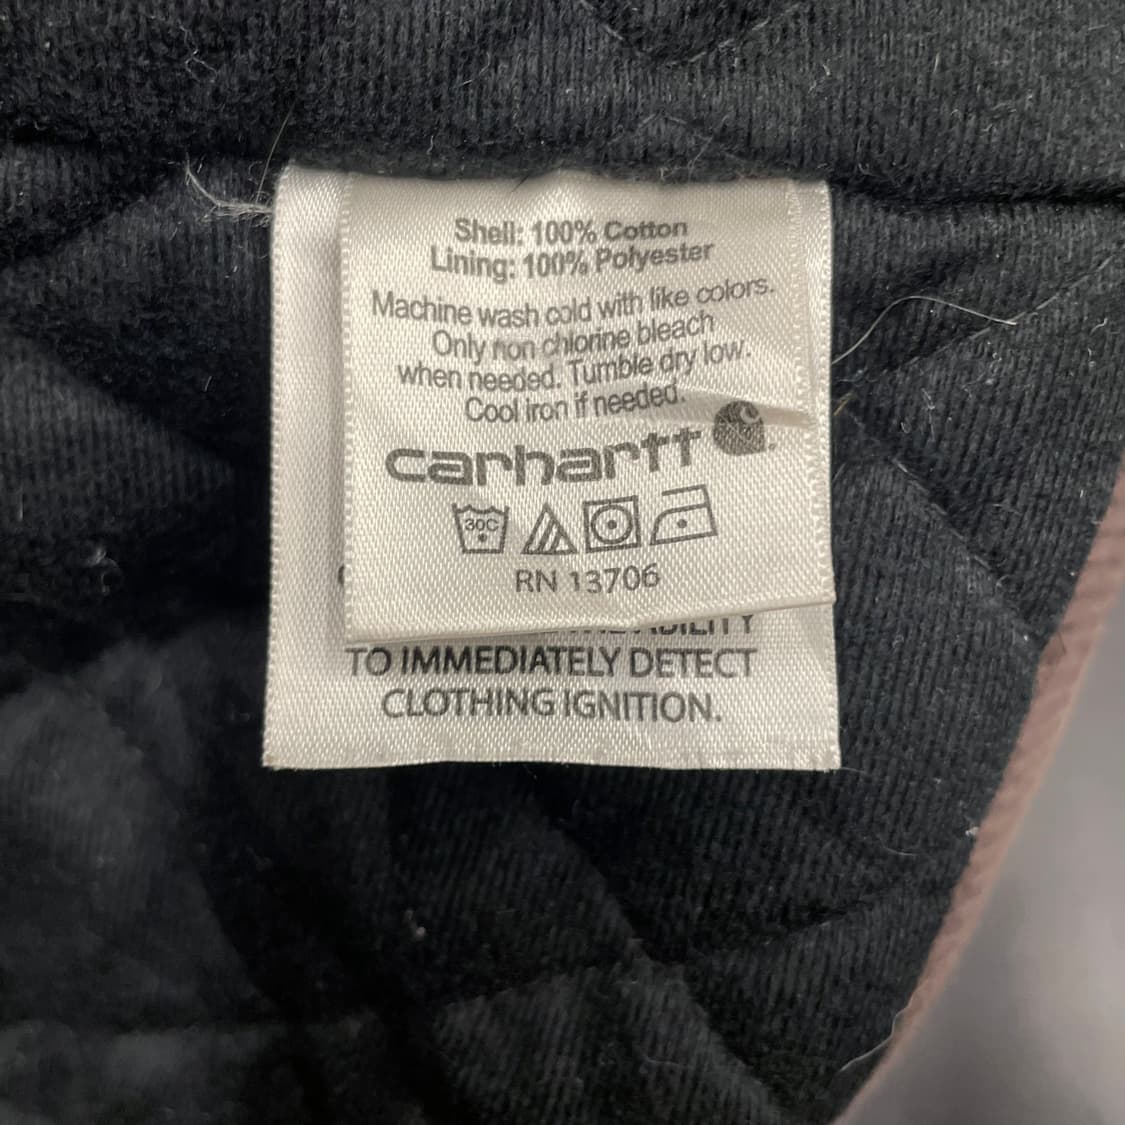 Shell: 100% Cotton
Lining: 100% Polyester
Machine wash cold with like colors.
Only non chlorine bleach
when needed. Tumble dry low.
Cool iron if needed.
carhartt
30C
RN 13706
TO IMMEDIATELY DETECT
CLOTHING IGNITION.